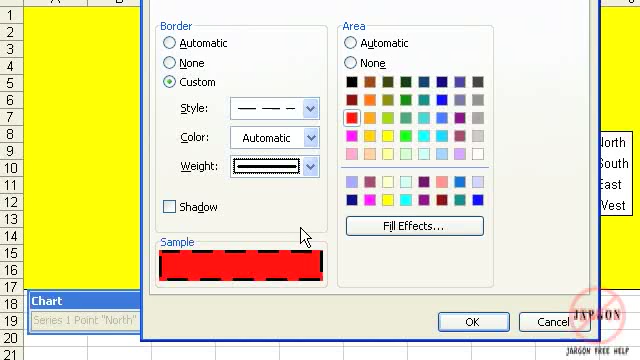 A
1
2
3
4
5
6
7
8
9
10
11
12
13
14
15
16
17
18
19
20
21
Border
Automatic
None
Custom
Style:
Color:
Automatic
Weight:
Shadow
Sample
Area
Automatic
None
Fill Effects...
North
South
East
West
Chart
Series 1 Point "North"
OK
Cancel
JARGON
JARGON FREE HELP